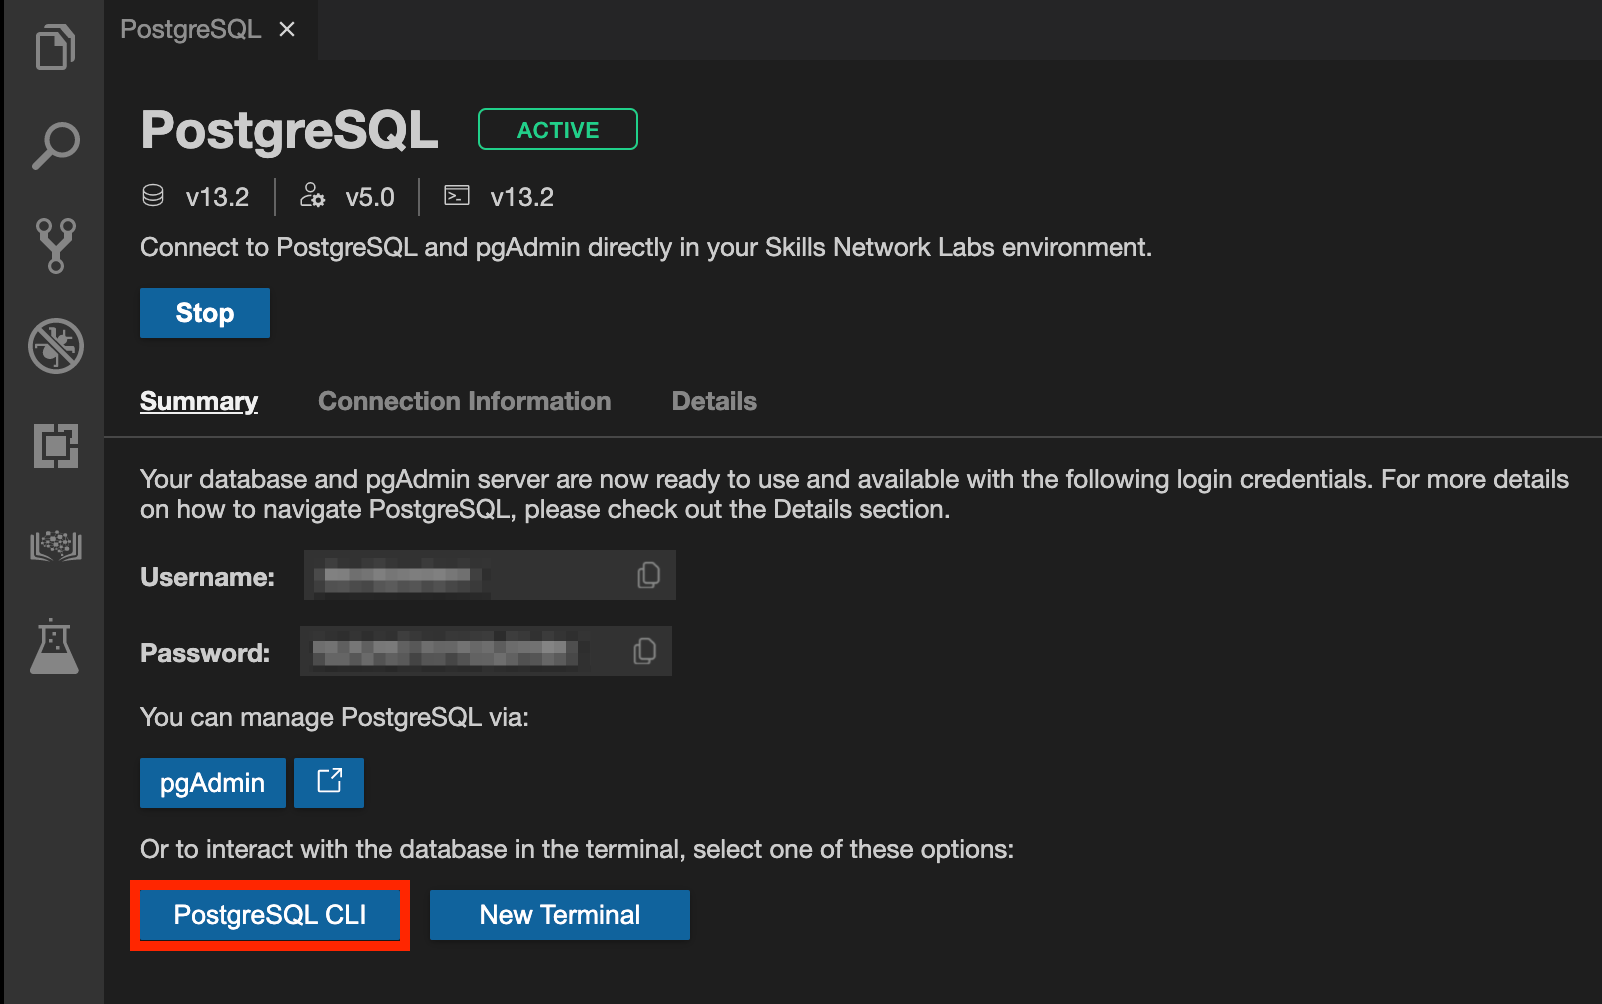 PostgreSQL ×
PostgreSQL ACTIVE
v13.2 v5.0 v13.2
Connect to PostgreSQL and pgAdmin directly in your Skills Network Labs environment.
Stop
Summary Connection Information Details
Your database and pgAdmin server are now ready to use and available with the following login credentials. For more details
on how to navigate PostgreSQL, please check out the Details section.
Username:
Password:
You can manage PostgreSQL via:
pgAdmin
Or to interact with the database in the terminal, select one of these options:
PostgreSQL CLI New Terminal